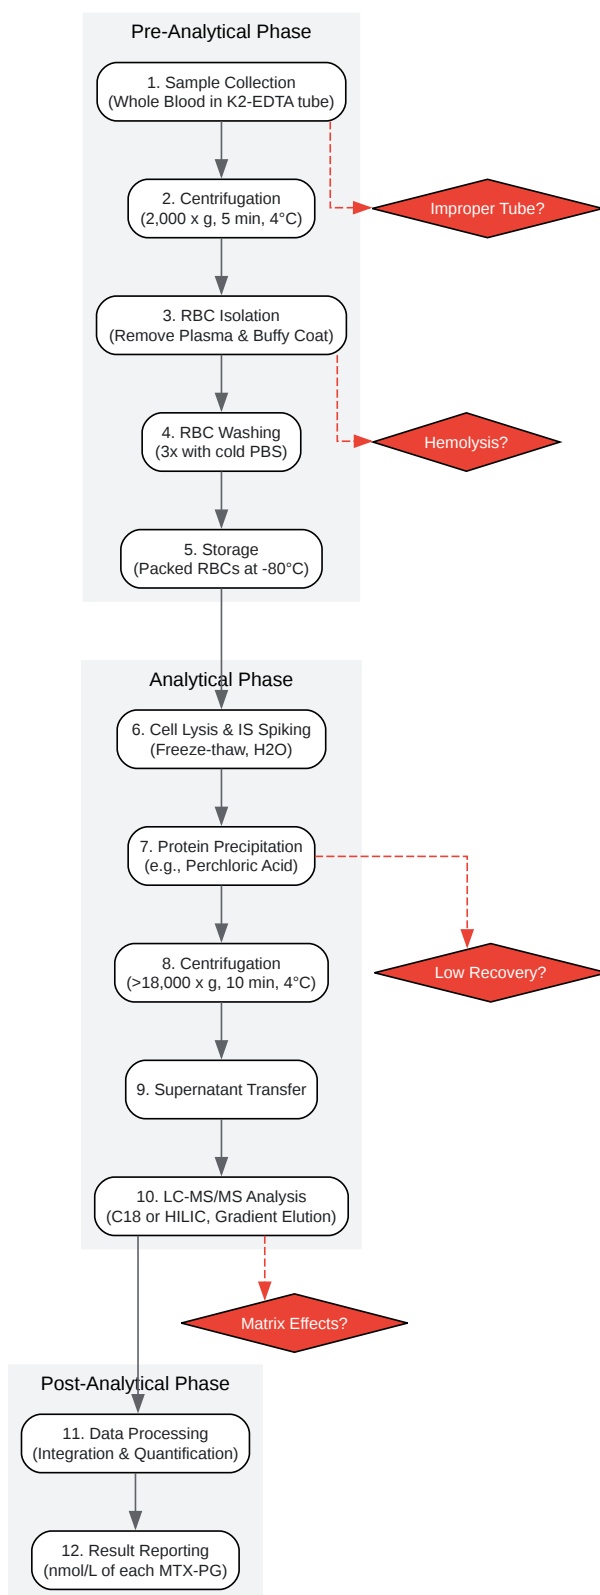 Pre-Analytical Phase
1. Sample Collection
(Whole Blood in K2-EDTA tube)
2. Centrifugation
(2,000 x g, 5 min, 4°C)
Improper Tube?
3. RBC Isolation
(Remove Plasma & Buffy Coat)
4. RBC Washing
(3x with cold PBS)
Hemolysis?
5. Storage
(Packed RBCs at -80°C)
Analytical Phase
6. Cell Lysis & IS Spiking
(Freeze-thaw, H2O)
7. Protein Precipitation
(e.g., Perchloric Acid)
8. Centrifugation
(>18,000 x g, 10 min, 4°C)
Low Recovery?
9. Supernatant Transfer
10. LC-MS/MS Analysis
(C18 or HILIC, Gradient Elution)
Matrix Effects?
Post-Analytical Phase
11. Data Processing
(Integration & Quantification)
12. Result Reporting
(nmol/L of each MTX-PG)